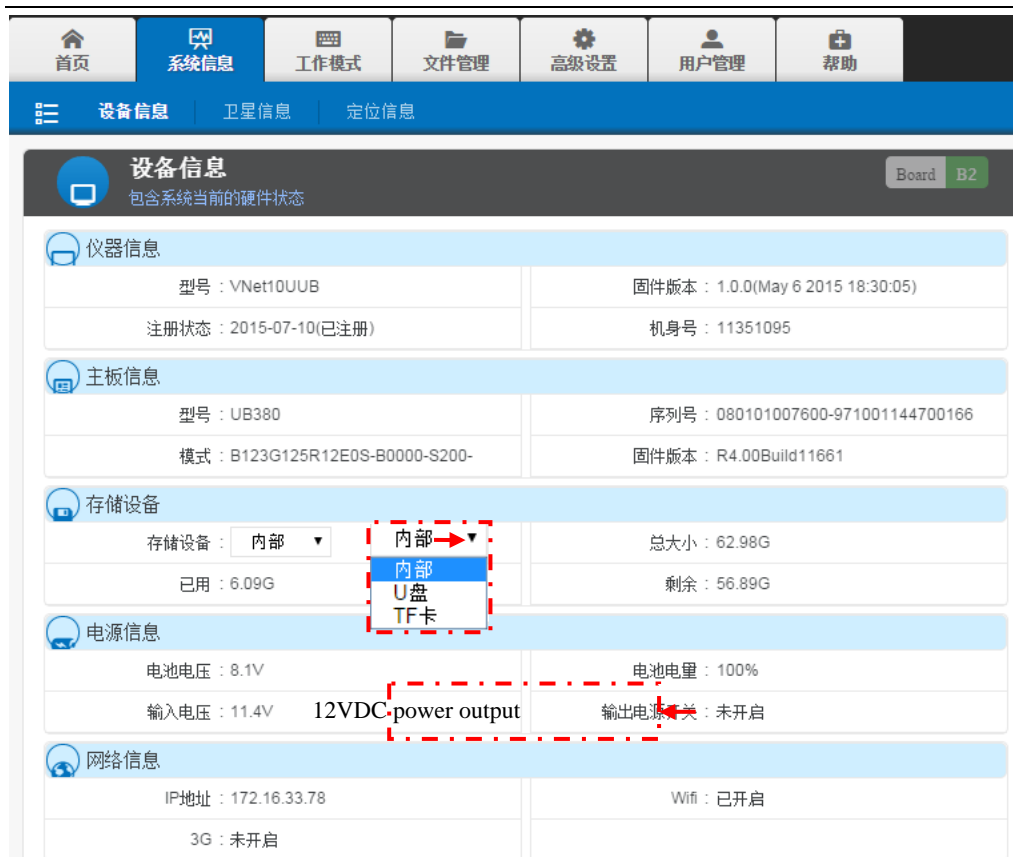 首页 系统信息 工作模式 文件管理 高级设置 用户管理 帮助
设备信息 卫星信息 定位信息
设备信息 Board B2
包含系统当前的硬件状态
仪器信息
型号 : VNet10UUB 固件版本 : 1.0.0(May 6 2015 18:30:05)
注册状态 : 2015-07-10(已注册) 机身号 : 11351095
主板信息
型号 : UB380 序列号 : 080101007600-971001144700166
模式 : B123G125R12E0S-B0000-S200- 固件版本 : R4.00Build11661
存储设备
存储设备 : 内部 ▼ 内部 ▼ 总大小 : 62.98G
内部
已用 : 6.09G U盘 剩余 : 56.89G
TF卡
电源信息
电池电压 : 8.1V 电池电量 : 100%
输入电压 : 11.4V 12VDC power output 输出电源开关 : 未开启
网络信息
IP地址 : 172.16.33.78 Wifi : 已开启
3G : 未开启